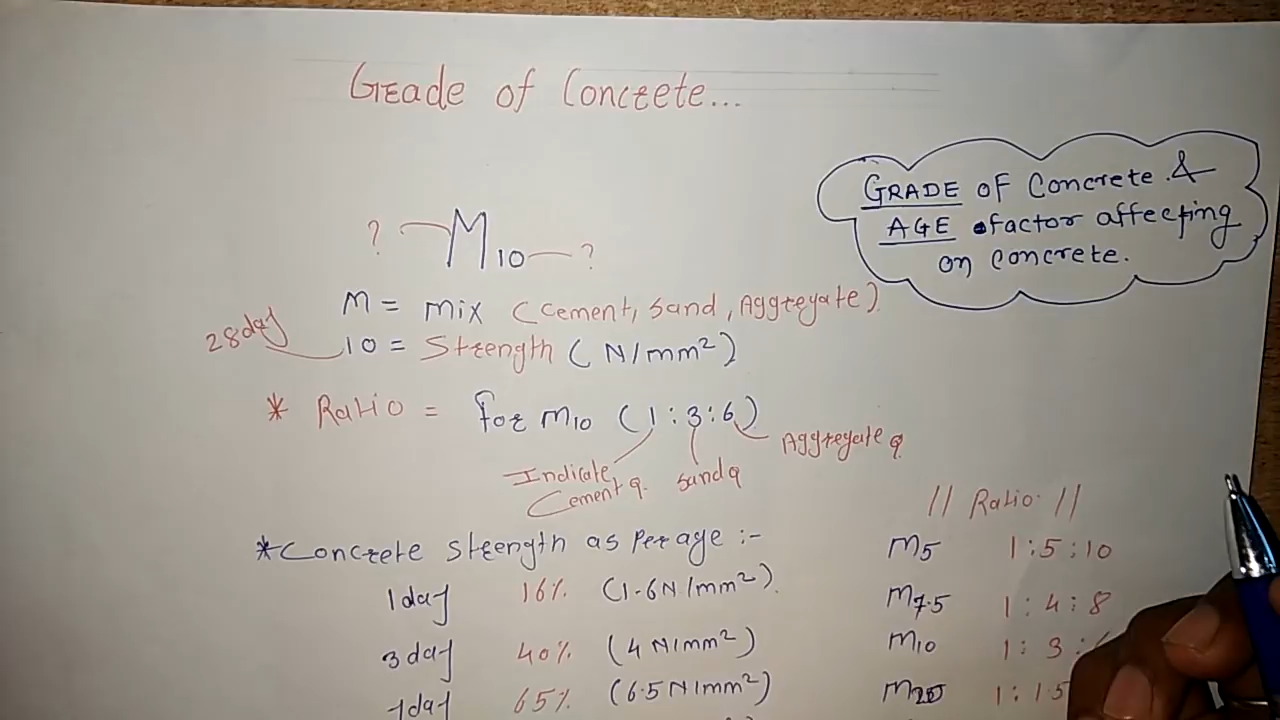 Grade of Concrete...
GRADE of Concrete &
AGE factor affecting
on concrete.
? M10 ?
M = Mix (Cement, Sand, Aggregate)
28day
10 = Strength (N/mm²)
* Ratio = for M10 (1:3:6)
Aggregate q.
Indicate Sand q
Cement q.
|| Ratio ||
*Concrete strength as Per age :-
M5 1:5:10
1day 16% (1.6N/mm²)
M7.5 1:4:8
3day 40% (4 N/mm²)
M10 1:3:
day 65% (6.5N/mm²)
1:1.5